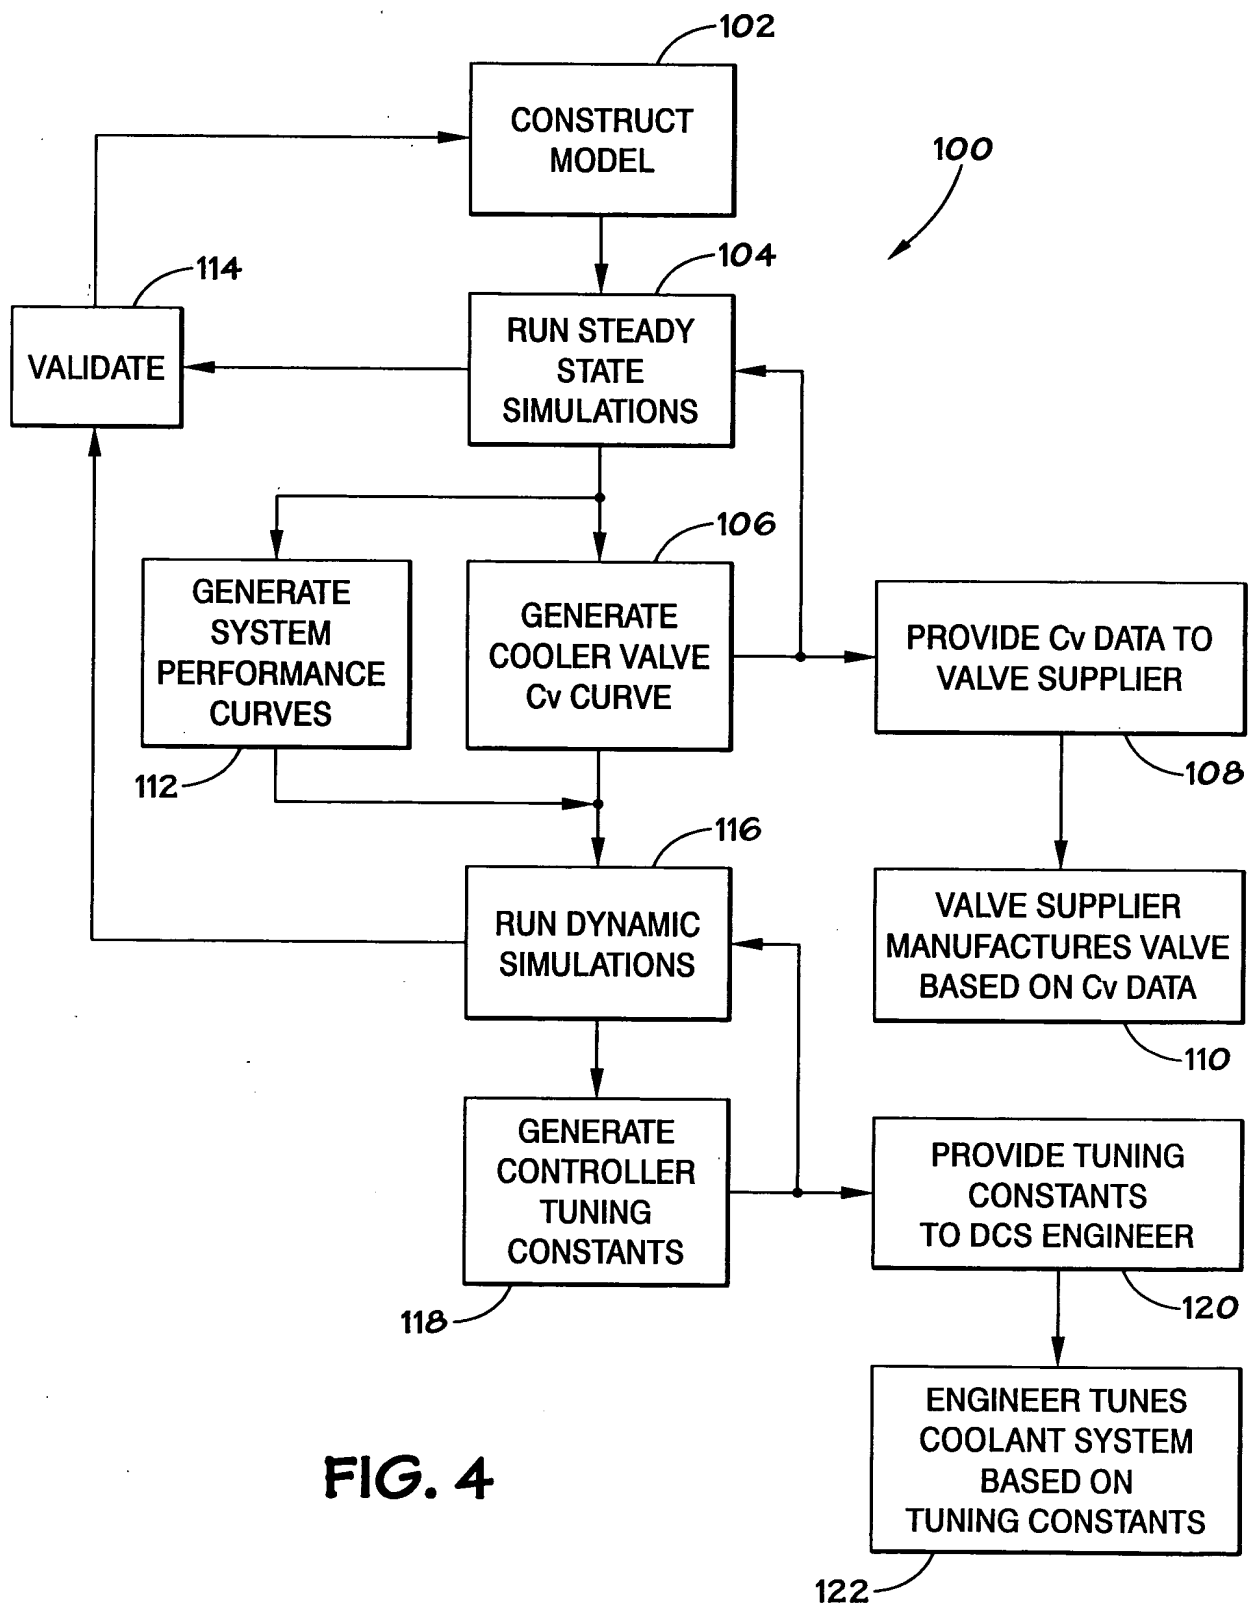 102
CONSTRUCT
MODEL
100
104
114
RUN STEADY
STATE
SIMULATIONS
VALIDATE
106
GENERATE
SYSTEM
PERFORMANCE
CURVES
GENERATE
COOLER VALVE
Cv CURVE
PROVIDE Cv DATA TO
VALVE SUPPLIER
112
108
116
RUN DYNAMIC
SIMULATIONS
VALVE SUPPLIER
MANUFACTURES VALVE
BASED ON Cv DATA
110
GENERATE
CONTROLLER
TUNING
CONSTANTS
PROVIDE TUNING
CONSTANTS
TO DCS ENGINEER
118
120
ENGINEER TUNES
COOLANT SYSTEM
BASED ON
TUNING CONSTANTS
122
FIG. 4